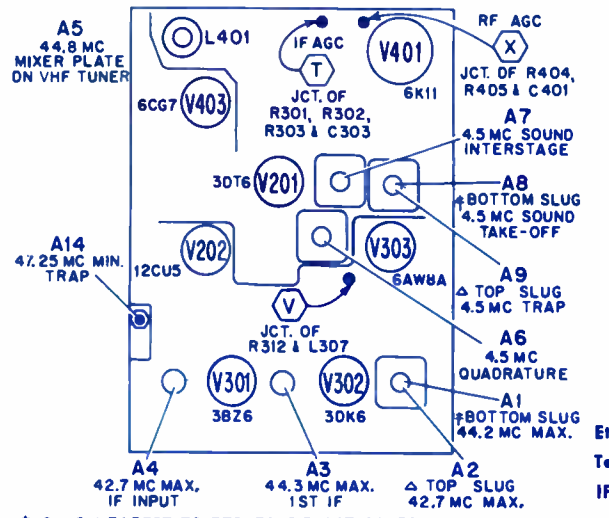 A5
44.8 MC
MIXER PLATE
ON VHF TUNER
L401
IF AGC
T
JCT. OF
R301, R302,
R303 & C303
V401
6K11
RF AGC
X
JCT. OF R404,
R405 & C401
6CG7
V403
A7
4.5 MC SOUND
INTERSTAGE
3DT6
V201
A8
‡BOTTOM SLUG
4.5 MC SOUND
TAKE-OFF
A14
47.25 MC MIN.
TRAP
12CU5
V202
V303
6AW8A
A9
△ TOP SLUG
4.5 MC TRAP
V
JCT. OF
R312 & L307
A6
4.5 MC
QUADRATURE
V301
3BZ6
V302
3DK6
A1
‡BOTTOM SLUG
44.2 MC MAX.
A4
42.7 MC MAX.
IF INPUT
A3
44.3 MC MAX.
1ST IF
A2
△ TOP SLUG
42.7 MC MAX.
IF